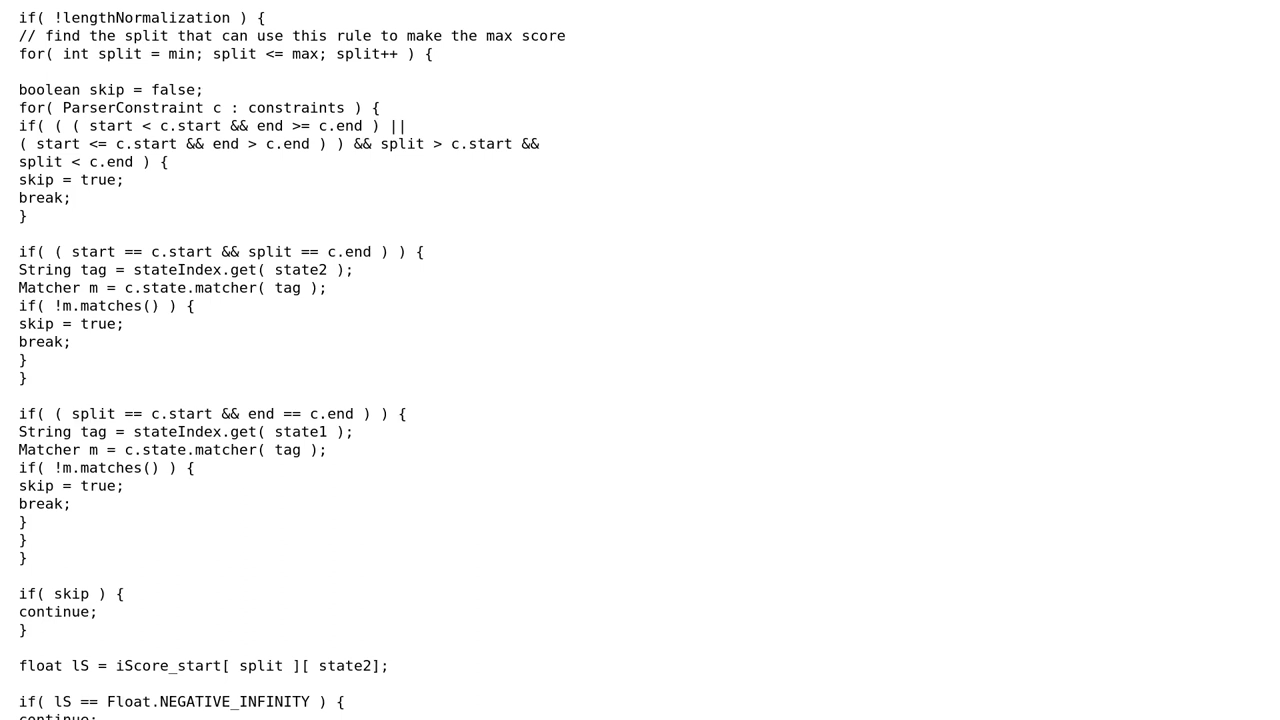 if( !lengthNormalization ) {
// find the split that can use this rule to make the max score
for( int split = min; split <= max; split++ ) {
boolean skip = false;
for( ParserConstraint c : constraints ) {
if( ( ( start < c.start && end >= c.end ) ||
( start <= c.start && end > c.end ) ) && split > c.start &&
split < c.end ) {
skip = true;
break;
}
if( ( start == c.start && split == c.end ) ) {
String tag = stateIndex.get( state2 );
Matcher m = c.state.matcher( tag );
if( !m.matches() ) {
skip = true;
break;
}
}
if( ( split == c.start && end == c.end ) ) {
String tag = stateIndex.get( state1 );
Matcher m = c.state.matcher( tag );
if( !m.matches() ) {
skip = true;
break;
}
}
}
if( skip ) {
continue;
}
float lS = iScore_start[ split ][ state2];
if( lS == Float.NEGATIVE_INFINITY ) {
continue;